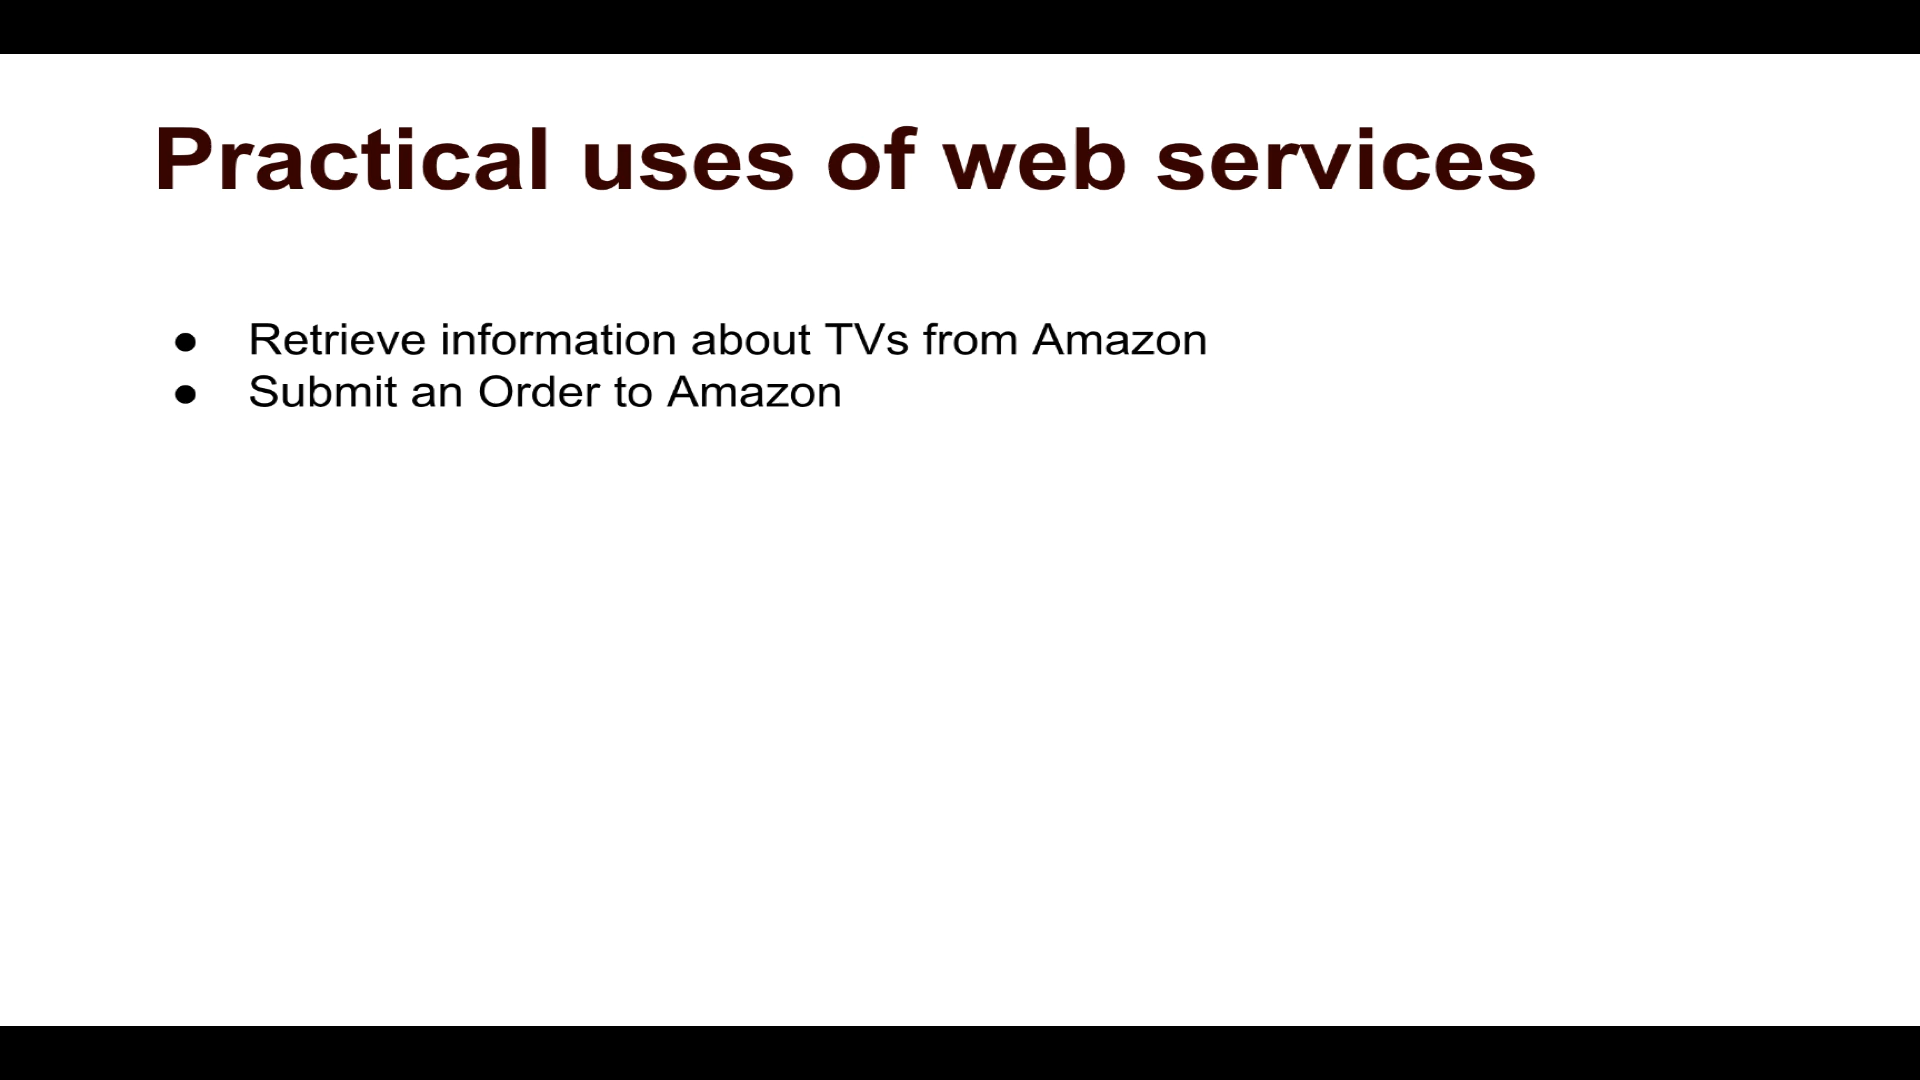 Practical uses of web services
● Retrieve information about TVs from Amazon
● Submit an Order to Amazon